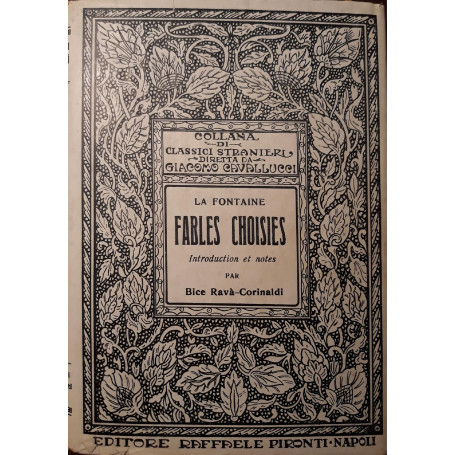 COLLANA
DI
CLASSICI STRANIERI
DIRETTA DA
GIACOMO CAVALLUCCI
LA FONTAINE
FABLES CHOISIES
Introduction et notes
PAR
Bice Ravà-Corinaldi
EDITORE RAFFAELE PIRONTI·NAPOLI